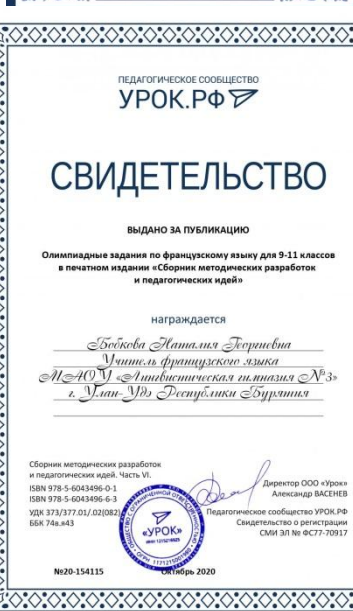 ПЕДАГОГИЧЕСКОЕ СООБЩЕСТВО
УРОК.РФ
СВИДЕТЕЛЬСТВО
ВЫДАНО ЗА ПУБЛИКАЦИЮ
Олимпиадные задания по французскому языку для 9-11 классов
в печатном издании «Сборник методических разработок
и педагогических идей»
награждается
Бобкова Наталия Георгиевна
Учитель французского языка
МАОУ «Лингвистическая гимназия №3»
г. Улан-Удэ Республики Бурятия
Сборник методических разработок
и педагогических идей. Часть VI.
ISBN 978-5-6043496-0-1
ISBN 978-5-6043496-6-3
УДК 373/377.01/.02(082)
ББК 74в.я43
Директор ООО «Урок»
Александр ВАСЕНЕВ
Педагогическое сообщество УРОК.РФ
Свидетельство о регистрации
СМИ ЭЛ № ФС77-70917
«УРОК»
№20-154115
Октябрь 2020